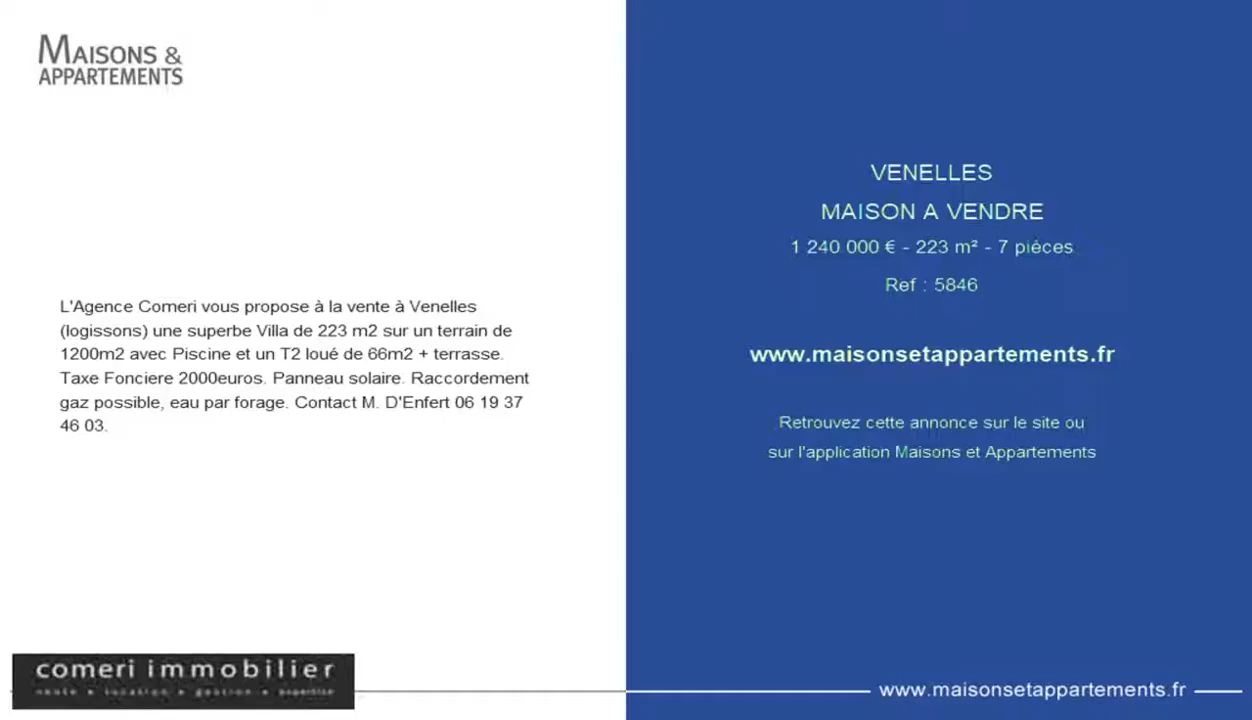 MAISONS &
APPARTEMENTS
L'Agence Comeri vous propose à la vente à Venelles
(logissons) une superbe Villa de 223 m2 sur un terrain de
1200m2 avec Piscine et un T2 loué de 66m2 + terrasse.
Taxe Fonciere 2000euros. Panneau solaire. Raccordement
gaz possible, eau par forage. Contact M. D'Enfert 06 19 37
46 03.
comeri immobilier
vente • location • gestion • expertise
VENELLES
MAISON A VENDRE
1 240 000 € - 223 m² - 7 pièces
Ref : 5846
www.maisonsetappartements.fr
Retrouvez cette annonce sur le site ou
sur l'application Maisons et Appartements
www.maisonsetappartements.fr